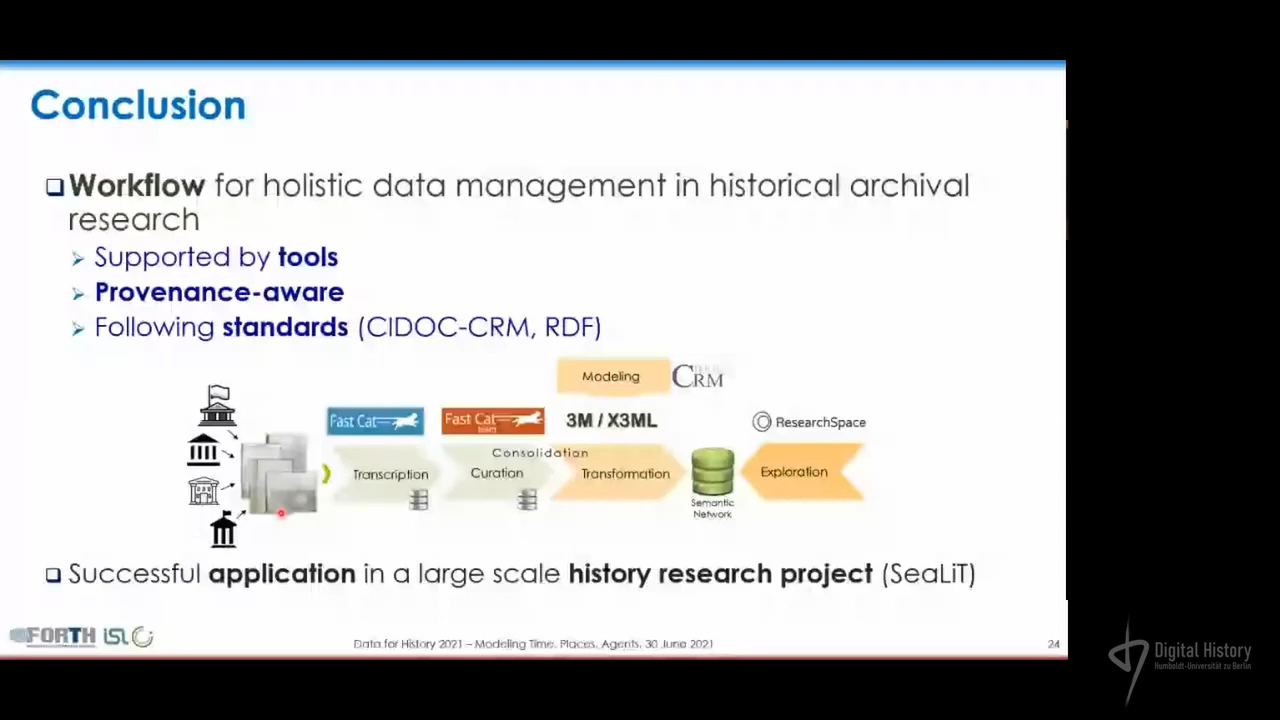 Conclusion
Workflow for holistic data management in historical archival
research
Supported by tools
Provenance-aware
Following standards (CIDOC-CRM, RDF)
Modeling
CRM
Fast Cat
Fast Cat
team
3M / X3ML
ResearchSpace
Consolidation
Transcription
Curation
Transformation
Exploration
Semantic
Network
Successful application in a large scale history research project (SeaLiT)
FORTH ISL
Data for History 2021 – Modeling Time, Places, Agents, 30 June 2021
24
Digital History
Humboldt-Universität zu Berlin